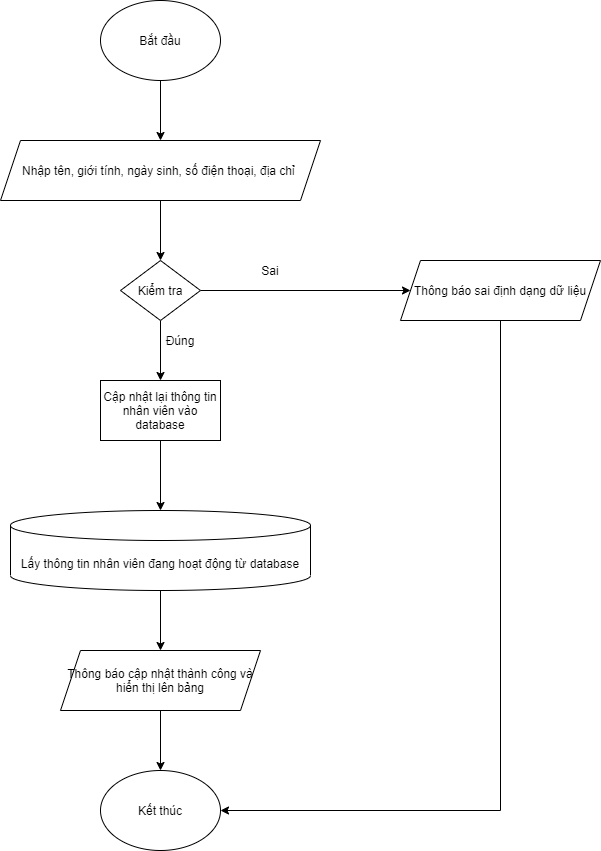 Bắt đầu
Nhập tên, giới tính, ngày sinh, số điện thoại, địa chỉ
Kiểm tra
Sai
Thông báo sai định dạng dữ liệu
Đúng
Cập nhật lại thông tin
nhân viên vào
database
Lấy thông tin nhân viên đang hoạt động từ database
Thông báo cập nhật thành công và
hiển thị lên bảng
Kết thúc